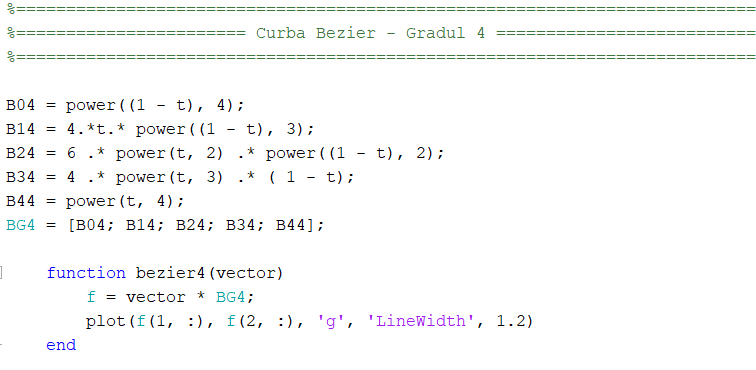 %==========================================================================
%======================= Curba Bezier - Gradul 4 ==========================
%==========================================================================
B04 = power((1 - t), 4);
B14 = 4.*t.* power((1 - t), 3);
B24 = 6 .* power(t, 2) .* power((1 - t), 2);
B34 = 4 .* power(t, 3) .* ( 1 - t);
B44 = power(t, 4);
BG4 = [B04; B14; B24; B34; B44];
function bezier4(vector)
f = vector * BG4;
plot(f(1, :), f(2, :), 'g', 'LineWidth', 1.2)
end